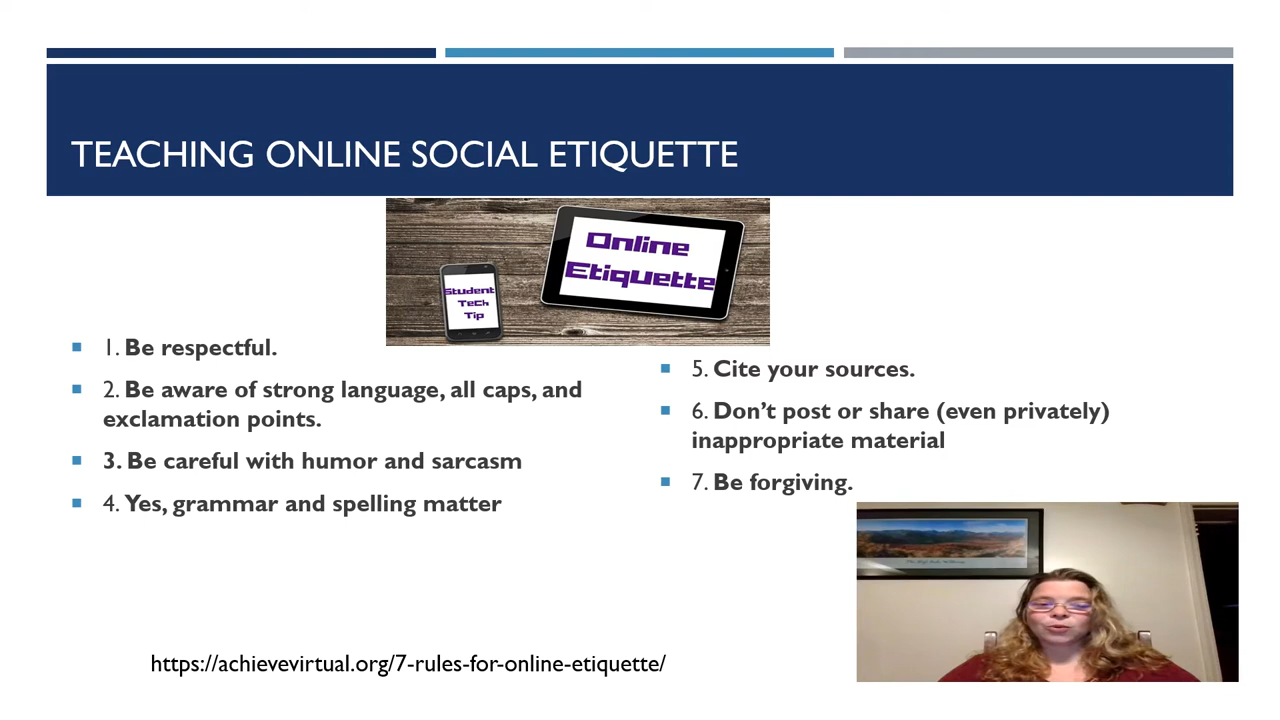 TEACHING ONLINE SOCIAL ETIQUETTE
Online
Etiquette
Student
Tech
Tip
1. Be respectful.
2. Be aware of strong language, all caps, and
exclamation points.
3. Be careful with humor and sarcasm
4. Yes, grammar and spelling matter
5. Cite your sources.
6. Don’t post or share (even privately)
inappropriate material
7. Be forgiving.
https://achievevirtual.org/7-rules-for-online-etiquette/